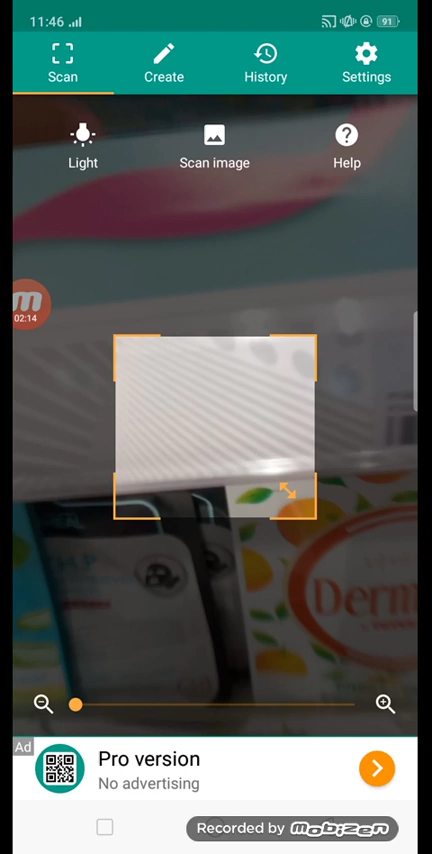 11:46
91
Scan
Create
History
Settings
Light
Scan image
Help
m
02:14
Derm
Ad
Pro version
No advertising
Recorded by mobizen